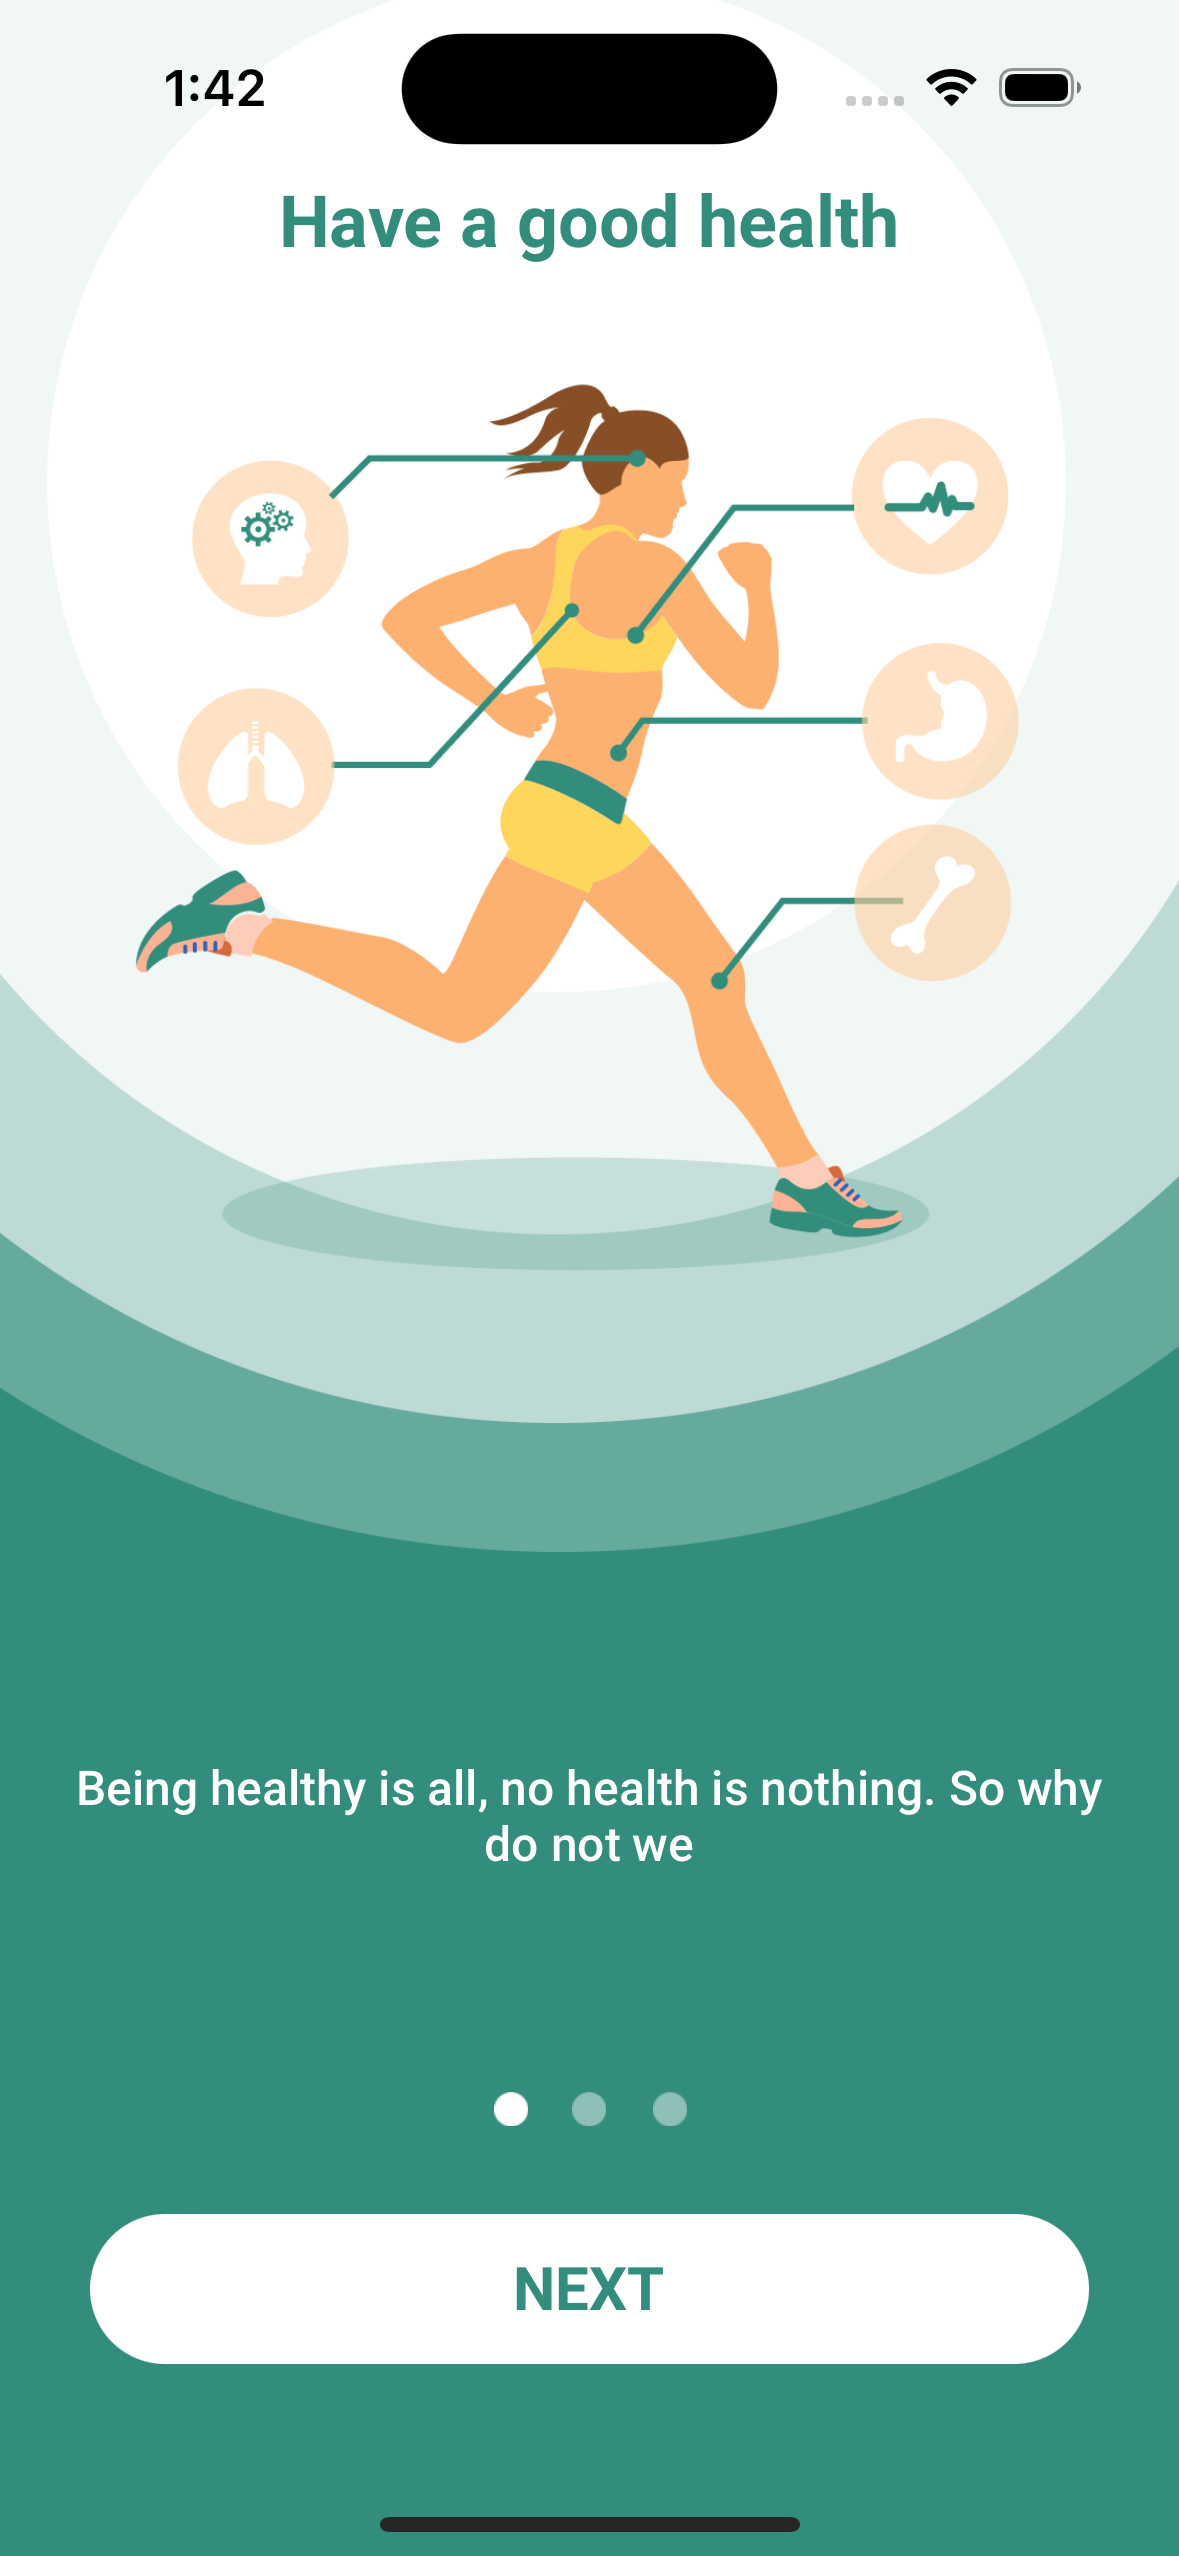 1:42
Have a good health
Being healthy is all, no health is nothing. So why
do not we
NEXT